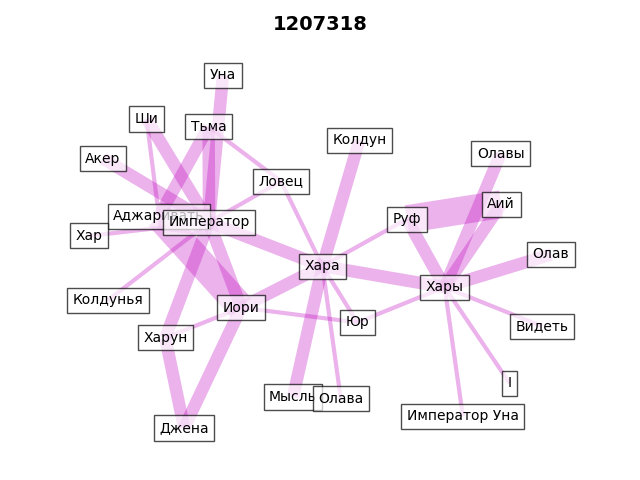 1207318
Уна
Ши
Тьма
Колдун
Акер
Олавы
Ловец
Аий
Аджаривать
Император
Руф
Хар
Олав
Хара
Хары
Колдунья
Иори
Юр
Видеть
Харун
I
Мысль
Олава
Император Уна
Джена